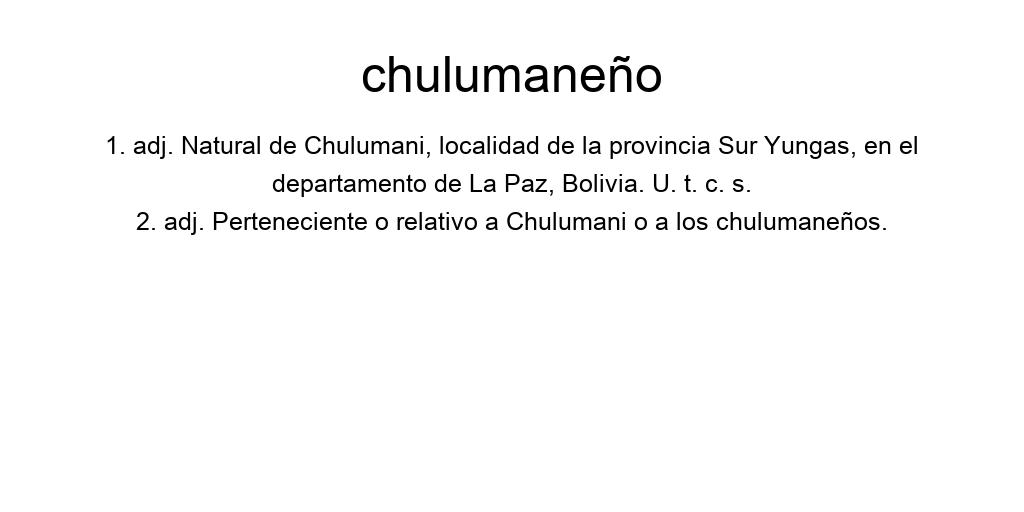 chulumaneño
1. adj. Natural de Chulumani, localidad de la provincia Sur Yungas, en el
departamento de La Paz, Bolivia. U. t. c. s.
2. adj. Perteneciente o relativo a Chulumani o a los chulumaneños.